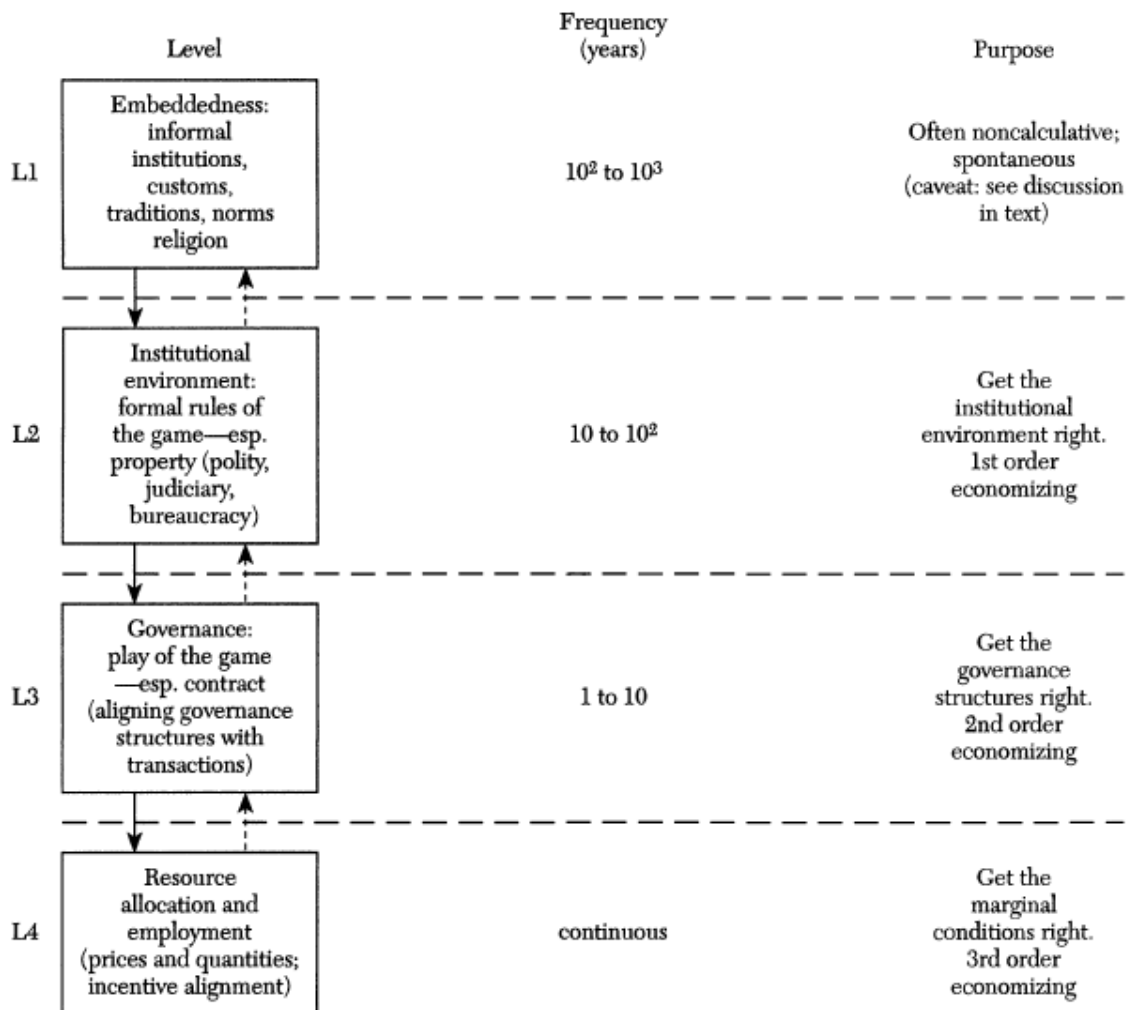 Level
Frequency
(years)
Purpose
L1
Embeddedness:
informal
institutions,
customs,
traditions, norms
religion
10² to 10³
Often noncalculative;
spontaneous
(caveat: see discussion
in text)
L2
Institutional
environment:
formal rules of
the game—esp.
property (polity,
judiciary,
bureaucracy)
10 to 10²
Get the
institutional
environment right.
1st order
economizing
L3
Governance:
play of the game
—esp. contract
(aligning governance
structures with
transactions)
1 to 10
Get the
governance
structures right.
2nd order
economizing
L4
Resource
allocation and
employment
(prices and quantities;
incentive alignment)
continuous
Get the
marginal
conditions right.
3rd order
economizing